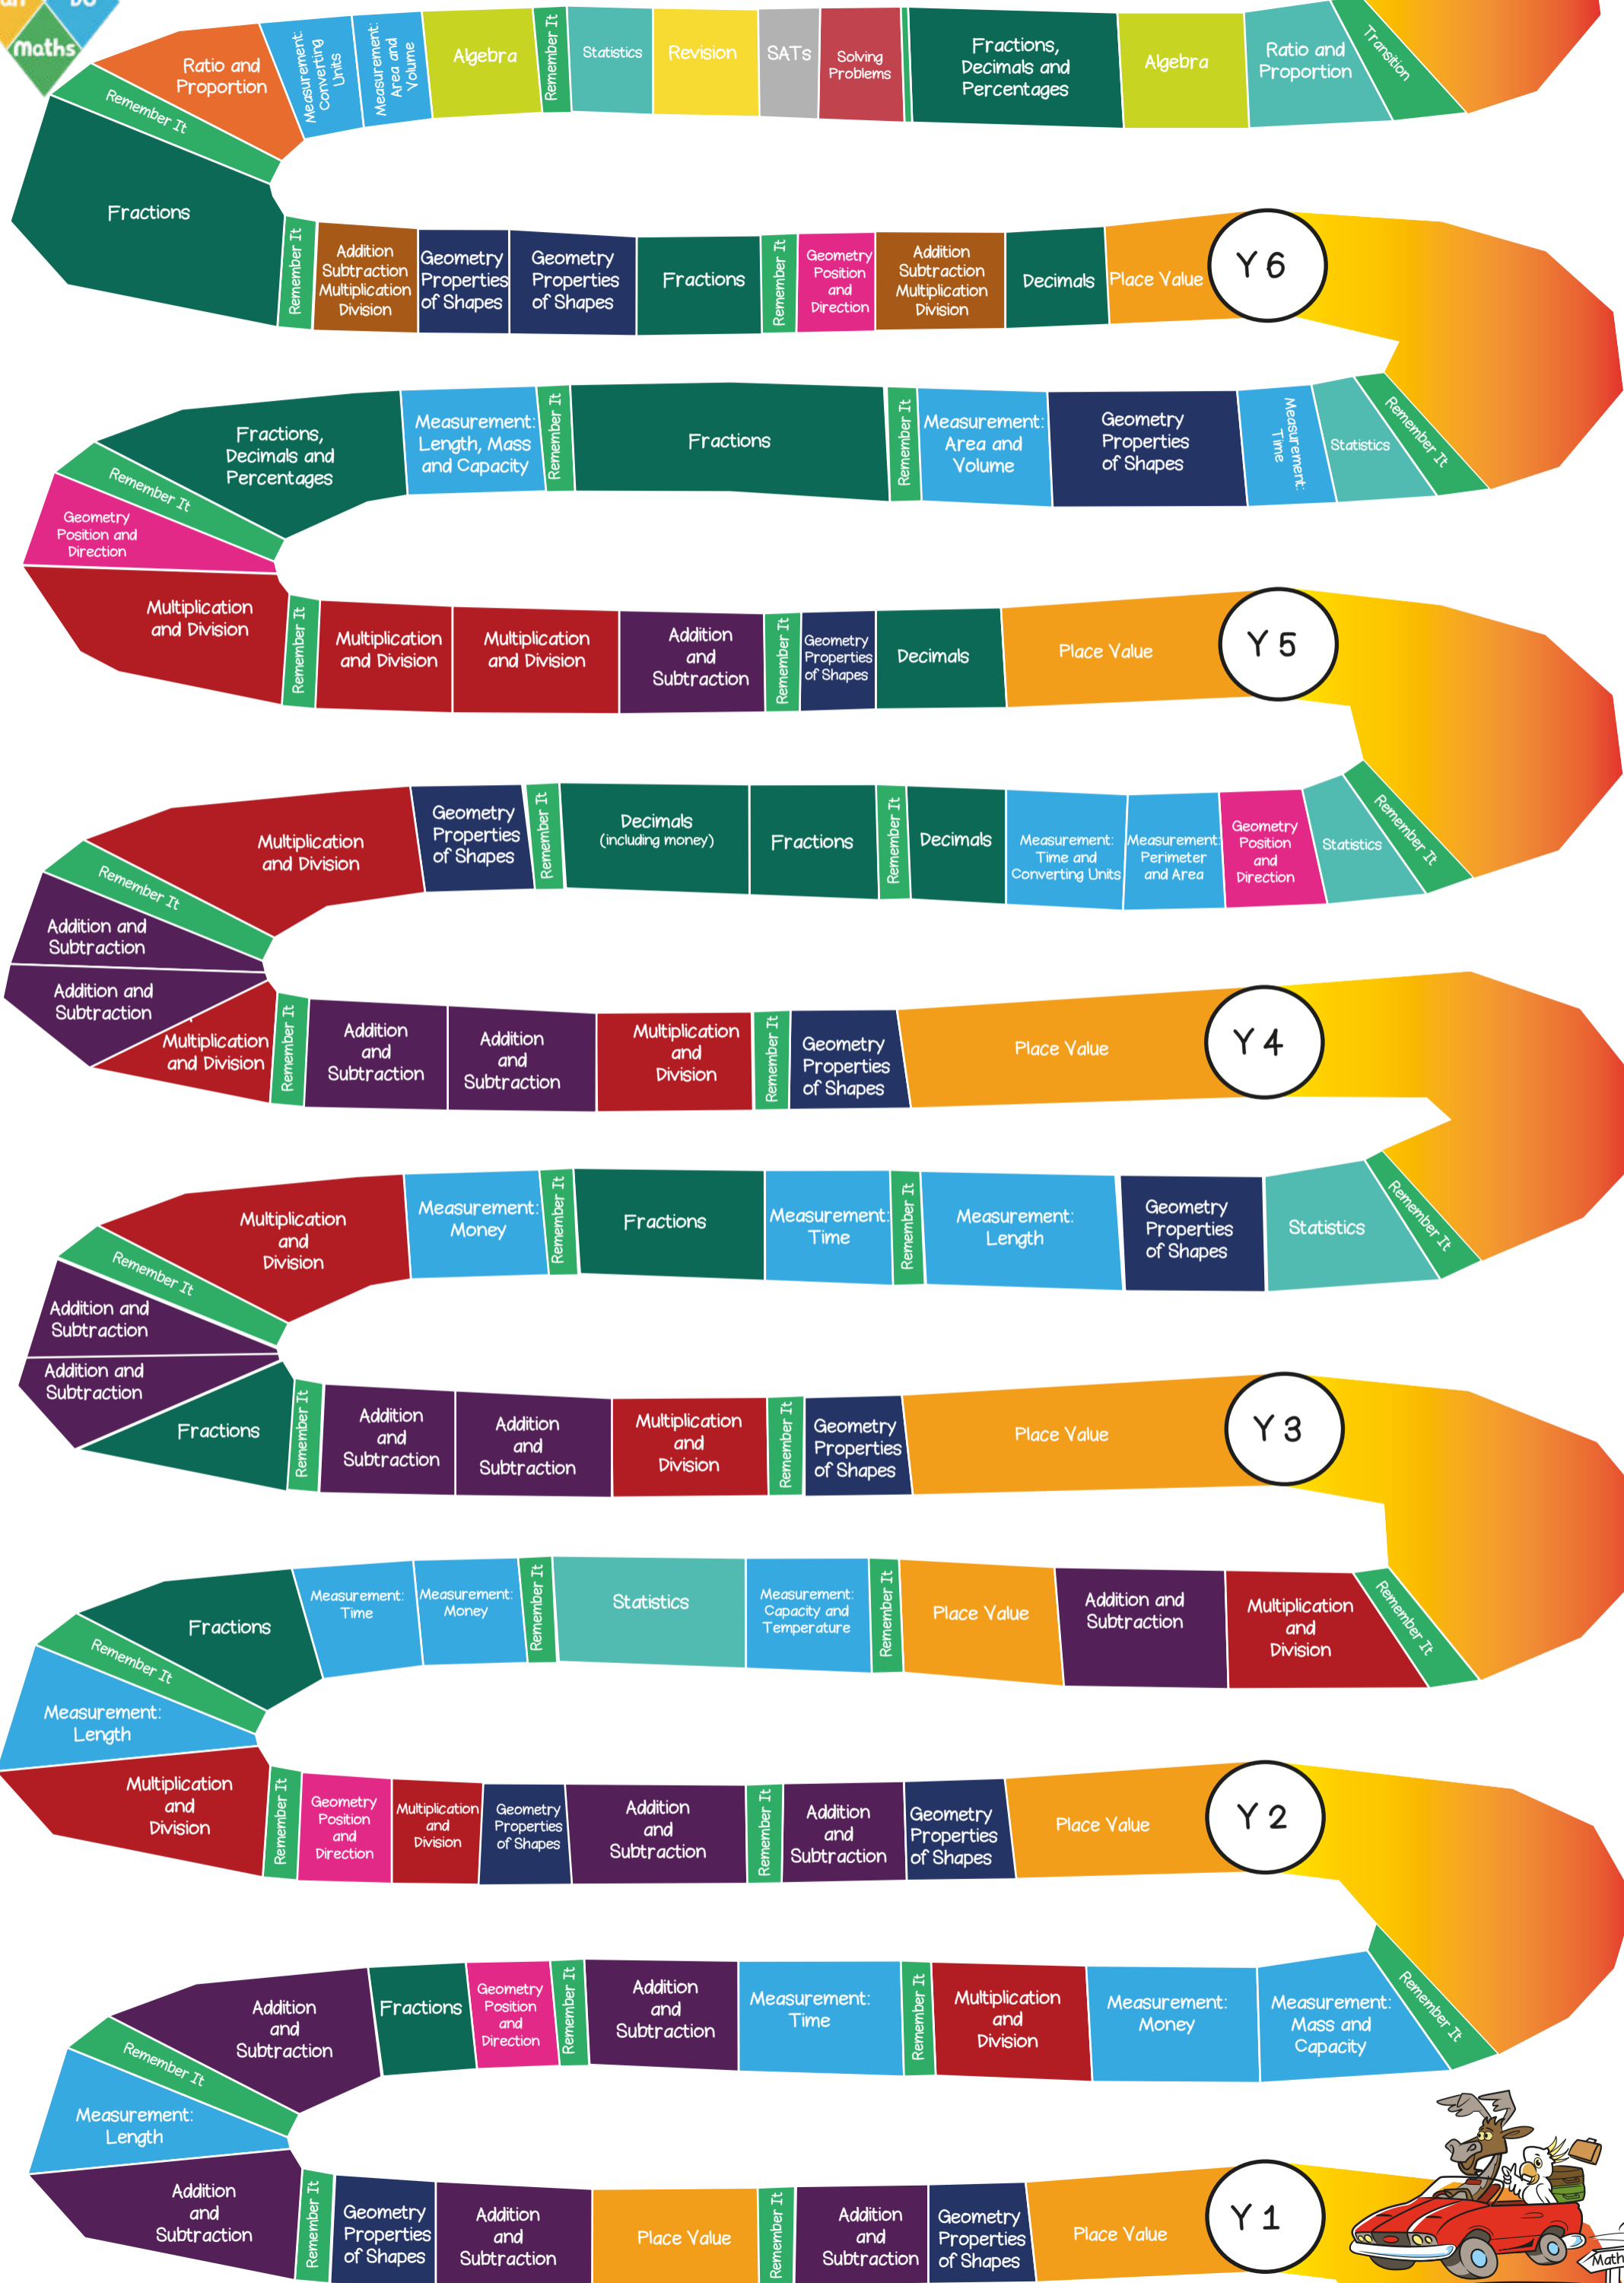 Do
Maths
Remember It
Ratio and
Proportion
Measurement:
Converting
Units
Measurement:
Area and
Volume
Algebra
Remember It
Statistics
Revision
SATs
Solving
Problems
Fractions,
Decimals and
Percentages
Algebra
Ratio and
Proportion
Transition
Fractions
Remember It
Addition
Subtraction
Multiplication
Division
Geometry
Properties
of Shapes
Geometry
Properties
of Shapes
Fractions
Remember It
Geometry
Position
and
Direction
Addition
Subtraction
Multiplication
Division
Decimals
Place Value
Y 6
Fractions,
Decimals and
Percentages
Measurement:
Length, Mass
and Capacity
Remember It
Fractions
Remember It
Measurement:
Area and
Volume
Geometry
Properties
of Shapes
Measurement:
Time
Statistics
Remember It
Remember It
Geometry
Position and
Direction
Multiplication
and Division
Remember It
Multiplication
and Division
Multiplication
and Division
Addition
and
Subtraction
Remember It
Geometry
Properties
of Shapes
Decimals
Place Value
Y 5
Multiplication
and Division
Geometry
Properties
of Shapes
Remember It
Decimals
(including money)
Fractions
Remember It
Decimals
Measurement:
Time and
Converting Units
Measurement:
Perimeter
and Area
Geometry
Position
and
Direction
Statistics
Remember It
Remember It
Addition and
Subtraction
Addition and
Subtraction
Multiplication
and Division
Remember It
Addition
and
Subtraction
Addition
and
Subtraction
Multiplication
and
Division
Remember It
Geometry
Properties
of Shapes
Place Value
Y 4
Multiplication
and
Division
Measurement:
Money
Remember It
Fractions
Measurement:
Time
Remember It
Measurement:
Length
Geometry
Properties
of Shapes
Statistics
Remember It
Remember It
Addition and
Subtraction
Addition and
Subtraction
Fractions
Remember It
Addition
and
Subtraction
Addition
and
Subtraction
Multiplication
and
Division
Remember It
Geometry
Properties
of Shapes
Place Value
Y 3
Fractions
Measurement:
Time
Measurement:
Money
Remember It
Statistics
Measurement:
Capacity and
Temperature
Remember It
Place Value
Addition and
Subtraction
Multiplication
and
Division
Remember It
Remember It
Measurement:
Length
Multiplication
and
Division
Remember It
Geometry
Position
and
Direction
Multiplication
and
Division
Geometry
Properties
of Shapes
Addition
and
Subtraction
Remember It
Addition
and
Subtraction
Geometry
Properties
of Shapes
Place Value
Y 2
Addition
and
Subtraction
Fractions
Geometry
Position
and
Direction
Remember It
Addition
and
Subtraction
Measurement:
Time
Remember It
Multiplication
and
Division
Measurement:
Money
Measurement:
Mass and
Capacity
Remember It
Remember It
Measurement:
Length
Addition
and
Subtraction
Remember It
Geometry
Properties
of Shapes
Addition
and
Subtraction
Place Value
Remember It
Addition
and
Subtraction
Geometry
Properties
of Shapes
Place Value
Y 1
Math